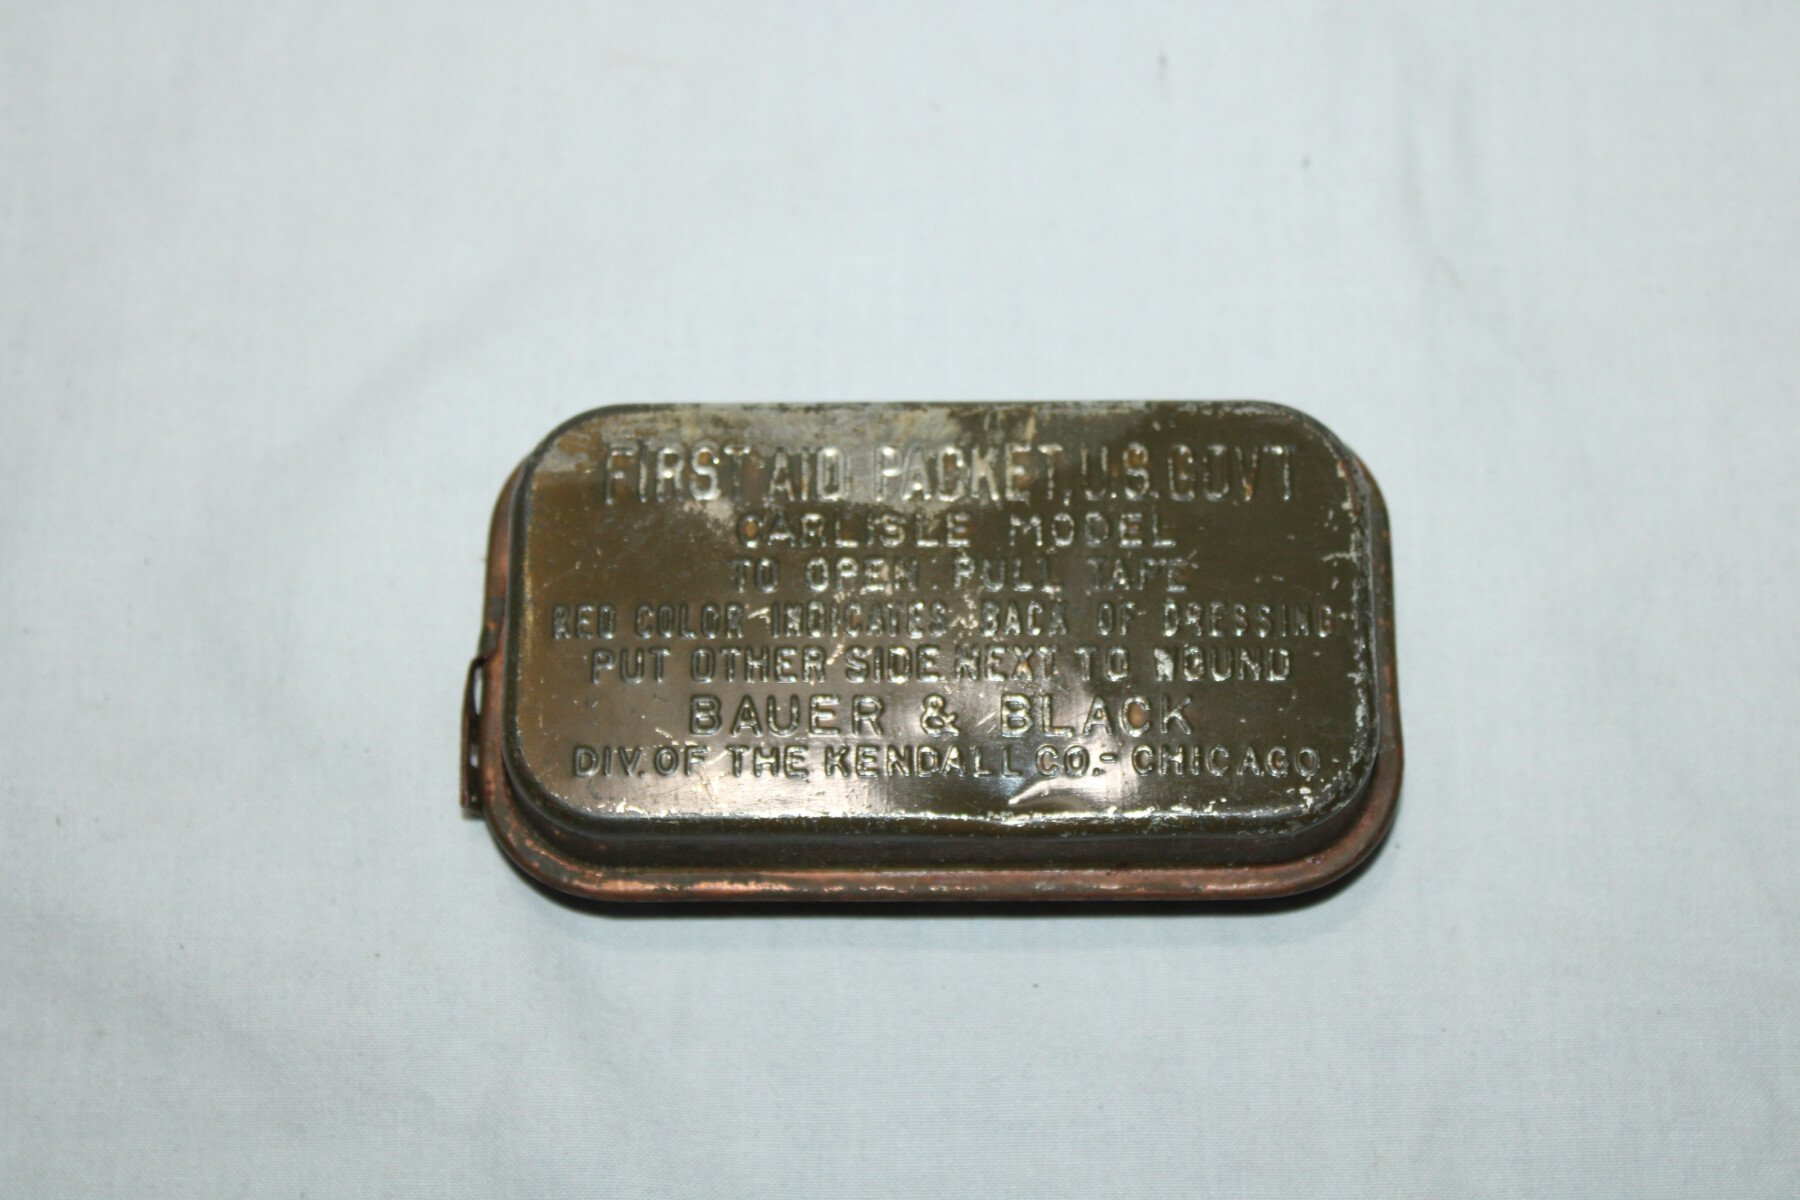 FIRST AID PACKET, U.S. GOV'T
CARLISLE MODEL
TO OPEN PULL TAPE
RED COLOR INDICATES BACK OF DRESSING
PUT OTHER SIDE NEXT TO WOUND
BAUER & BLACK
DIV. OF THE KENDALL CO.- CHICAGO